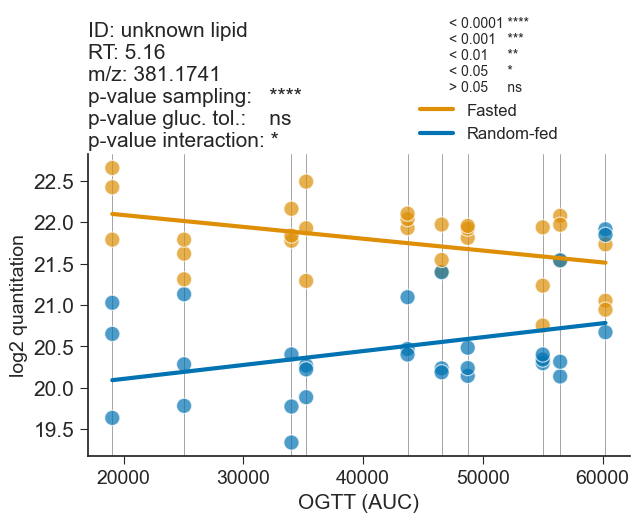 ID: unknown lipid
RT: 5.16
m/z: 381.1741
p-value sampling: ****
p-value gluc. tol.: ns
p-value interaction: *
< 0.0001 ****
< 0.001 ***
< 0.01 **
< 0.05 *
> 0.05 ns
Fasted
Random-fed
log2 quantitation
22.5
22.0
21.5
21.0
20.5
20.0
19.5
20000 30000 40000 50000 60000
OGTT (AUC)